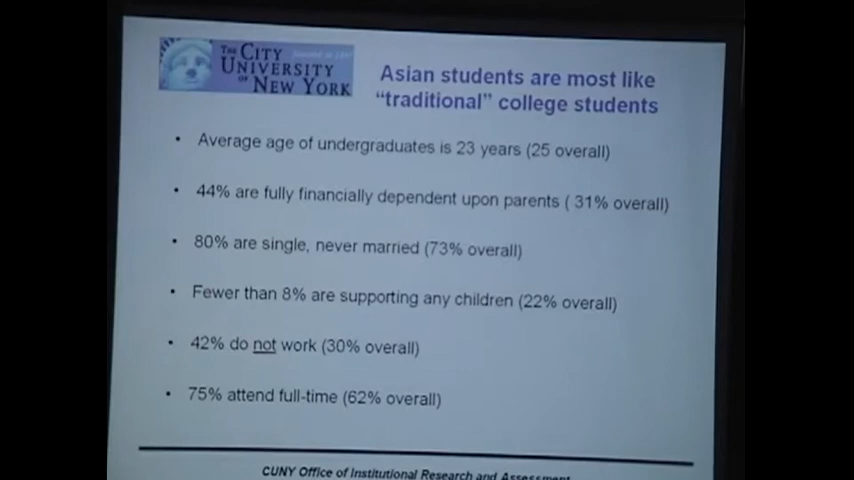 THE CITY
UNIVERSITY
OF NEW YORK
Asian students are most like
“traditional” college students
• Average age of undergraduates is 23 years (25 overall)
• 44% are fully financially dependent upon parents ( 31% overall)
• 80% are single, never married (73% overall)
• Fewer than 8% are supporting any children (22% overall)
• 42% do not work (30% overall)
• 75% attend full-time (62% overall)
CUNY Office of Institutional Research and Assessment